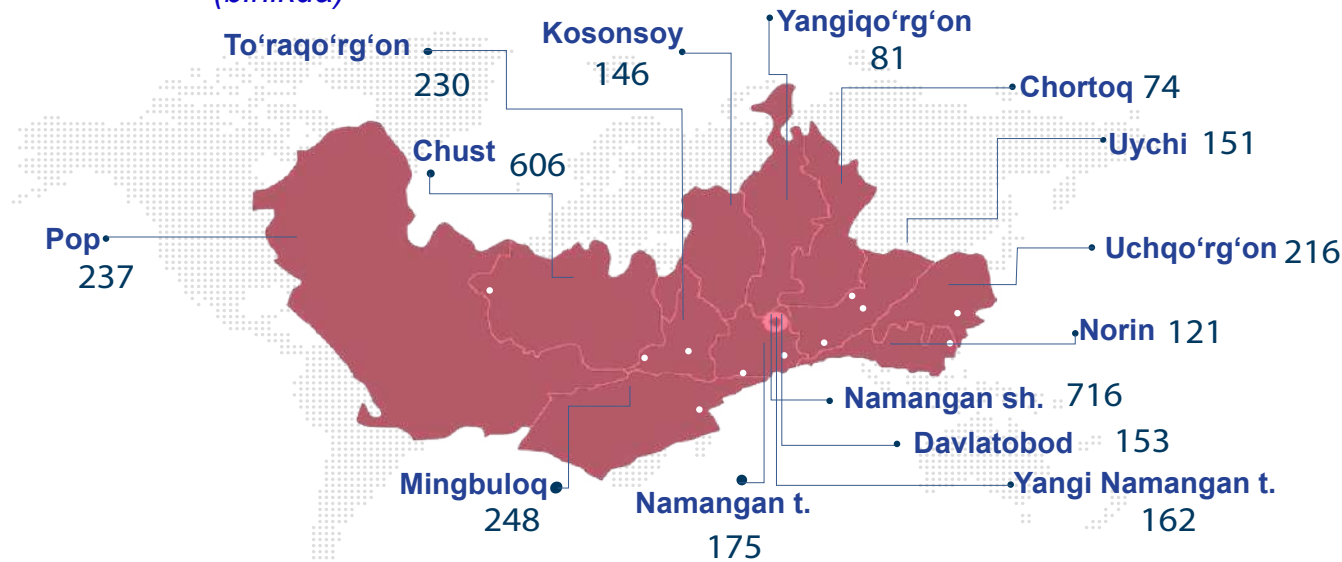 (birlikda)
Yangiqo‘rg‘on
81
To‘raqo‘rg‘on
230
Kosonsoy
146
Chortoq 74
Chust 606
Uychi 151
Pop
237
Uchqo‘rg‘on 216
Norin 121
Namangan sh. 716
Davlatobod 153
Mingbuloq
248
Namangan t.
175
Yangi Namangan t.
162